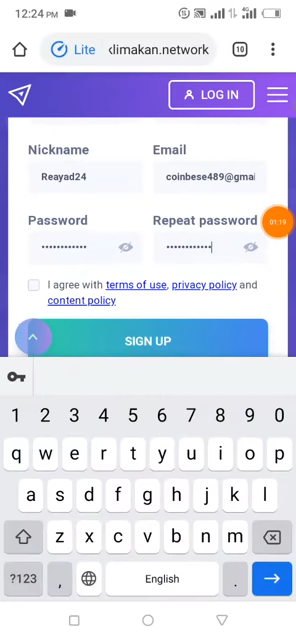 12:24 PM
4G
Lite
klimakan.network
10
LOG IN
Nickname
Email
Reayad24
coinbese489@gmai
Password
Repeat password
••••••••••••
••••••••••••
01:19
I agree with terms of use, privacy policy and
content policy
SIGN UP
1 2 3 4 5 6 7 8 9 0
q w e r t y u i o p
a s d f g h j k l
z x c v b n m
?123 , English .